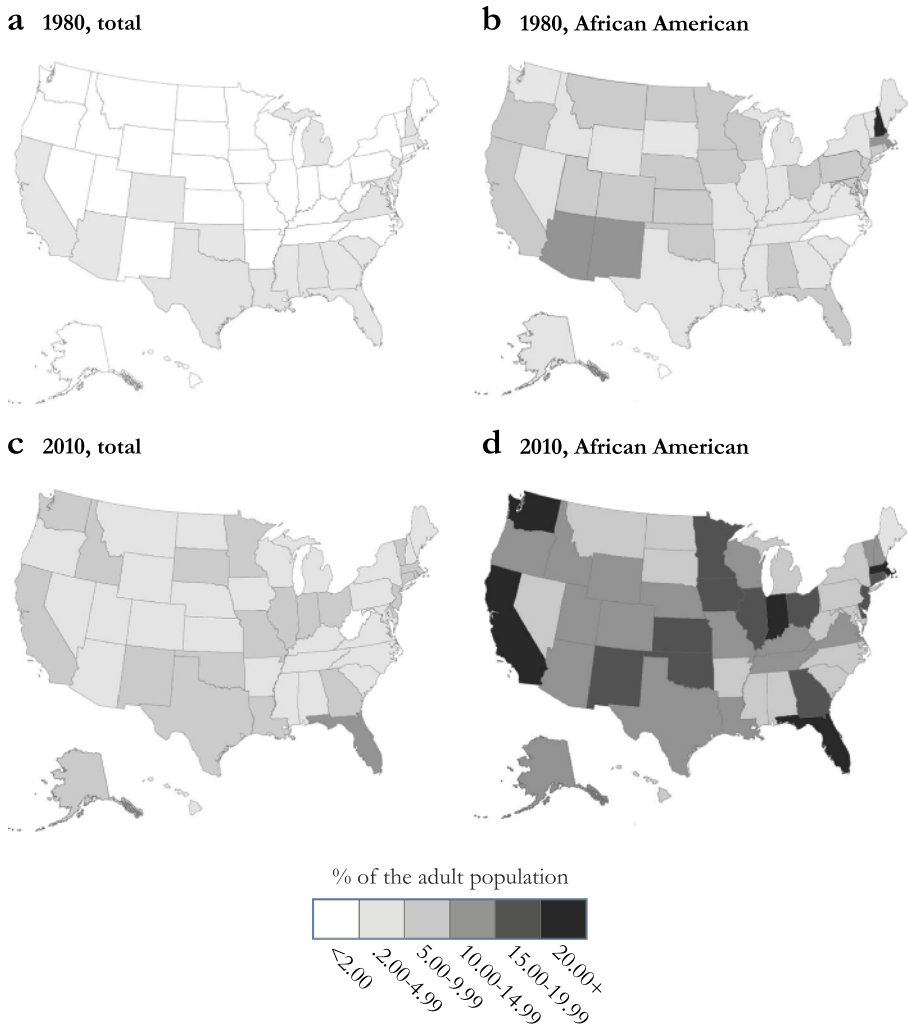 a 1980, total
b 1980, African American
c 2010, total
d 2010, African American
% of the adult population
<2.00
.2.00-4.99
5.00-9.99
10.00-14.99
15.00-19.99
20.00+